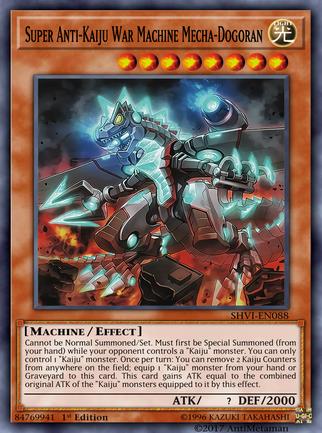 Super Anti-Kaiju War Machine Mecha-Dogoran
LIGHT
光
SHVI-EN088
[Machine / Effect]
Cannot be Normal Summoned/Set. Must first be Special Summoned (from
your hand) while your opponent controls a "Kaiju" monster. You can only
control 1 "Kaiju" monster. Once per turn: You can remove 2 Kaiju Counters
from anywhere on the field; equip 1 "Kaiju" monster from your hand or
Graveyard to this card. This card gains ATK equal to the combined
original ATK of the "Kaiju" monsters equipped to it by this effect.
ATK/ ? DEF/2000
84769941 1st Edition ©1996 KAZUKI TAKAHASHI
©2017 AntiMetaman